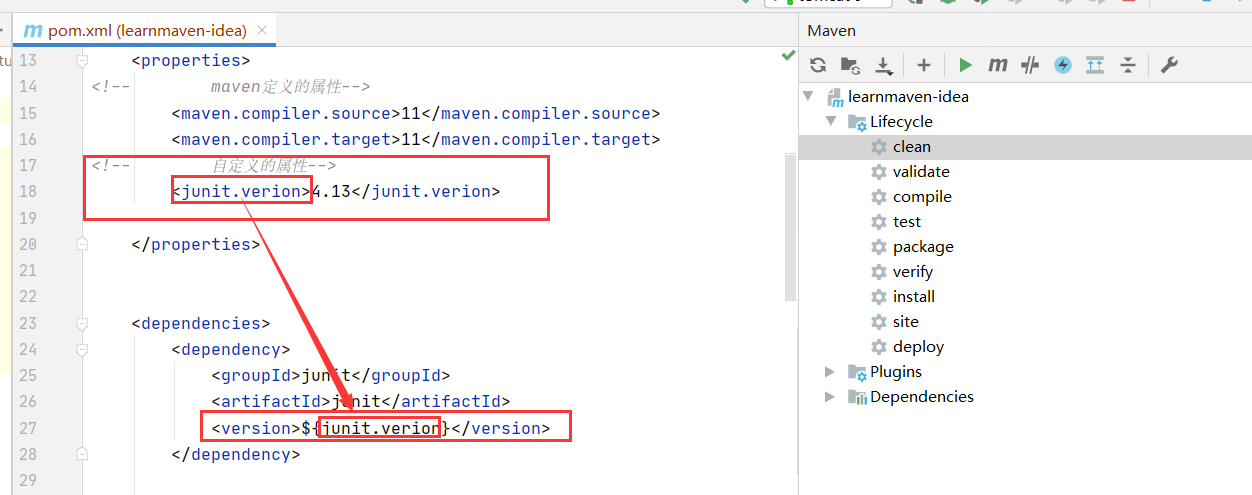 pom.xml (learnmaven-idea)
Maven
13 <properties>
14 <!-- maven定义的属性-->
15 <maven.compiler.source>11</maven.compiler.source>
16 <maven.compiler.target>11</maven.compiler.target>
17 <!-- 自定义的属性-->
18 <junit.verion>4.13</junit.verion>
19
20 </properties>
21
22
23 <dependencies>
24 <dependency>
25 <groupId>junit</groupId>
26 <artifactId>junit</artifactId>
27 <version>${junit.verion}</version>
28 </dependency>
29
learnmaven-idea
Lifecycle
clean
validate
compile
test
package
verify
install
site
deploy
Plugins
Dependencies